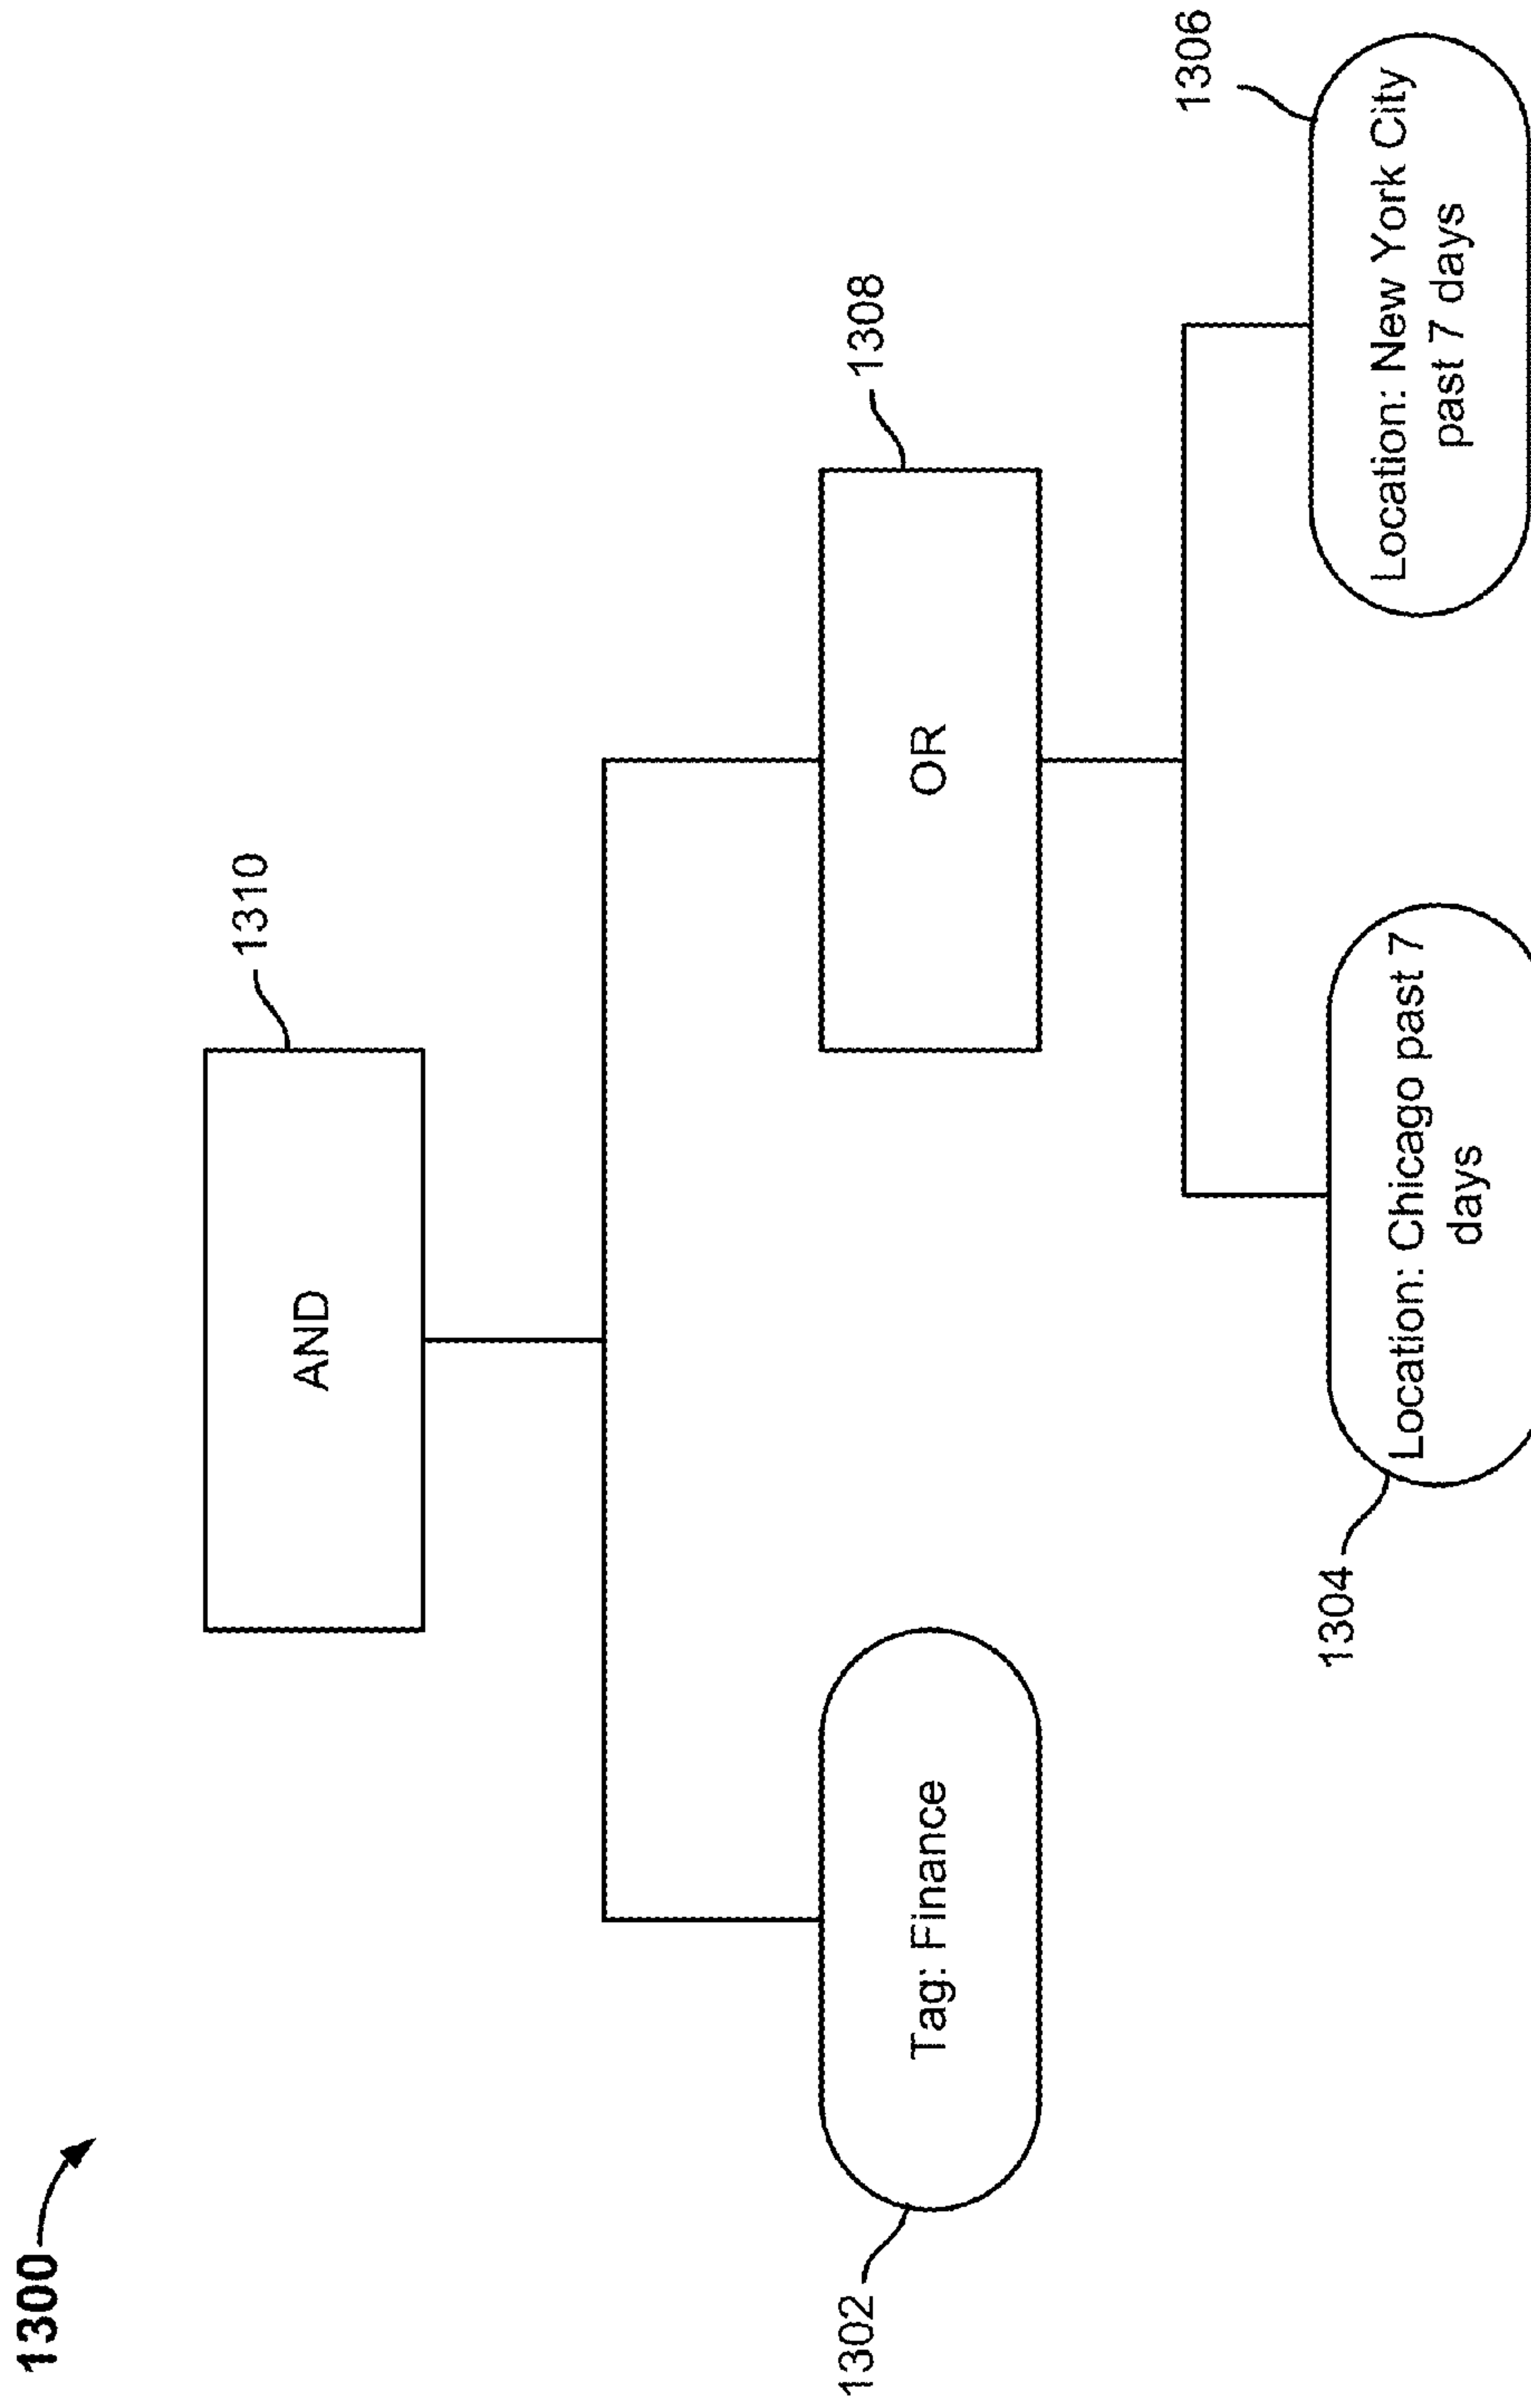 1300
1310
AND
1302
Tag: Finance
1308
OR
1304
Location: Chicago past 7
days
1306
Location: New York City
past 7 days